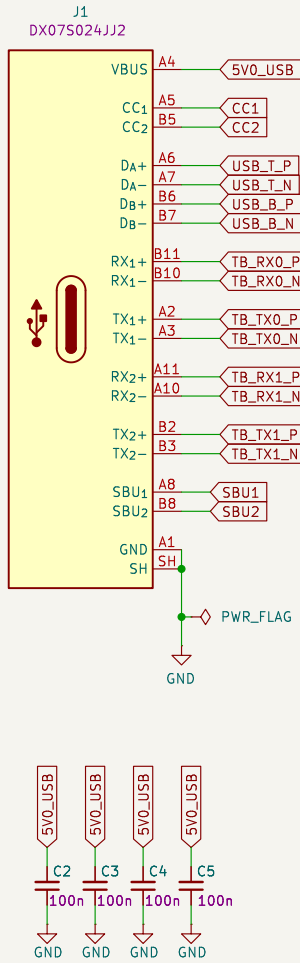 J1
DX07S024JJ2
VBUS A4 5V0_USB
CC1 A5 CC1
CC2 B5 CC2
DA+ A6 USB_T_P
DA− A7 USB_T_N
DB+ B6 USB_B_P
DB− B7 USB_B_N
RX1+ B11 TB_RX0_P
RX1− B10 TB_RX0_N
TX1+ A2 TB_TX0_P
TX1− A3 TB_TX0_N
RX2+ A11 TB_RX1_P
RX2− A10 TB_RX1_N
TX2+ B2 TB_TX1_P
TX2− B3 TB_TX1_N
SBU1 A8 SBU1
SBU2 B8 SBU2
GND A1
SH SH
PWR_FLAG
GND
5V0_USB 5V0_USB 5V0_USB 5V0_USB
C2 C3 C4 C5
100n 100n 100n 100n
GND GND GND GND